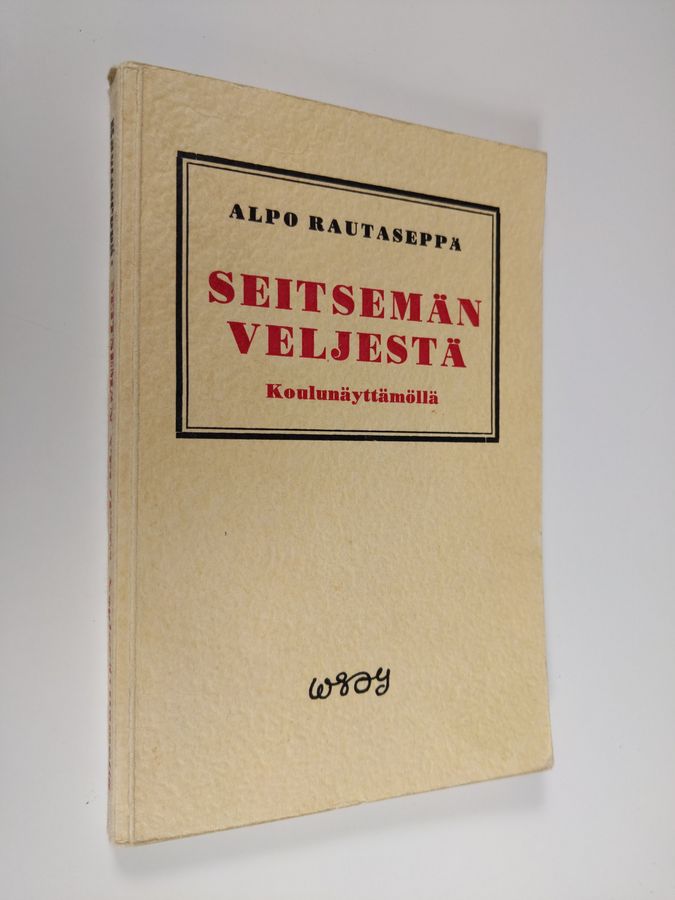 ALPO RAUTASEPPÄ
SEITSEMÄN
VELJESTÄ
Koulunäyttämöllä
WSOY